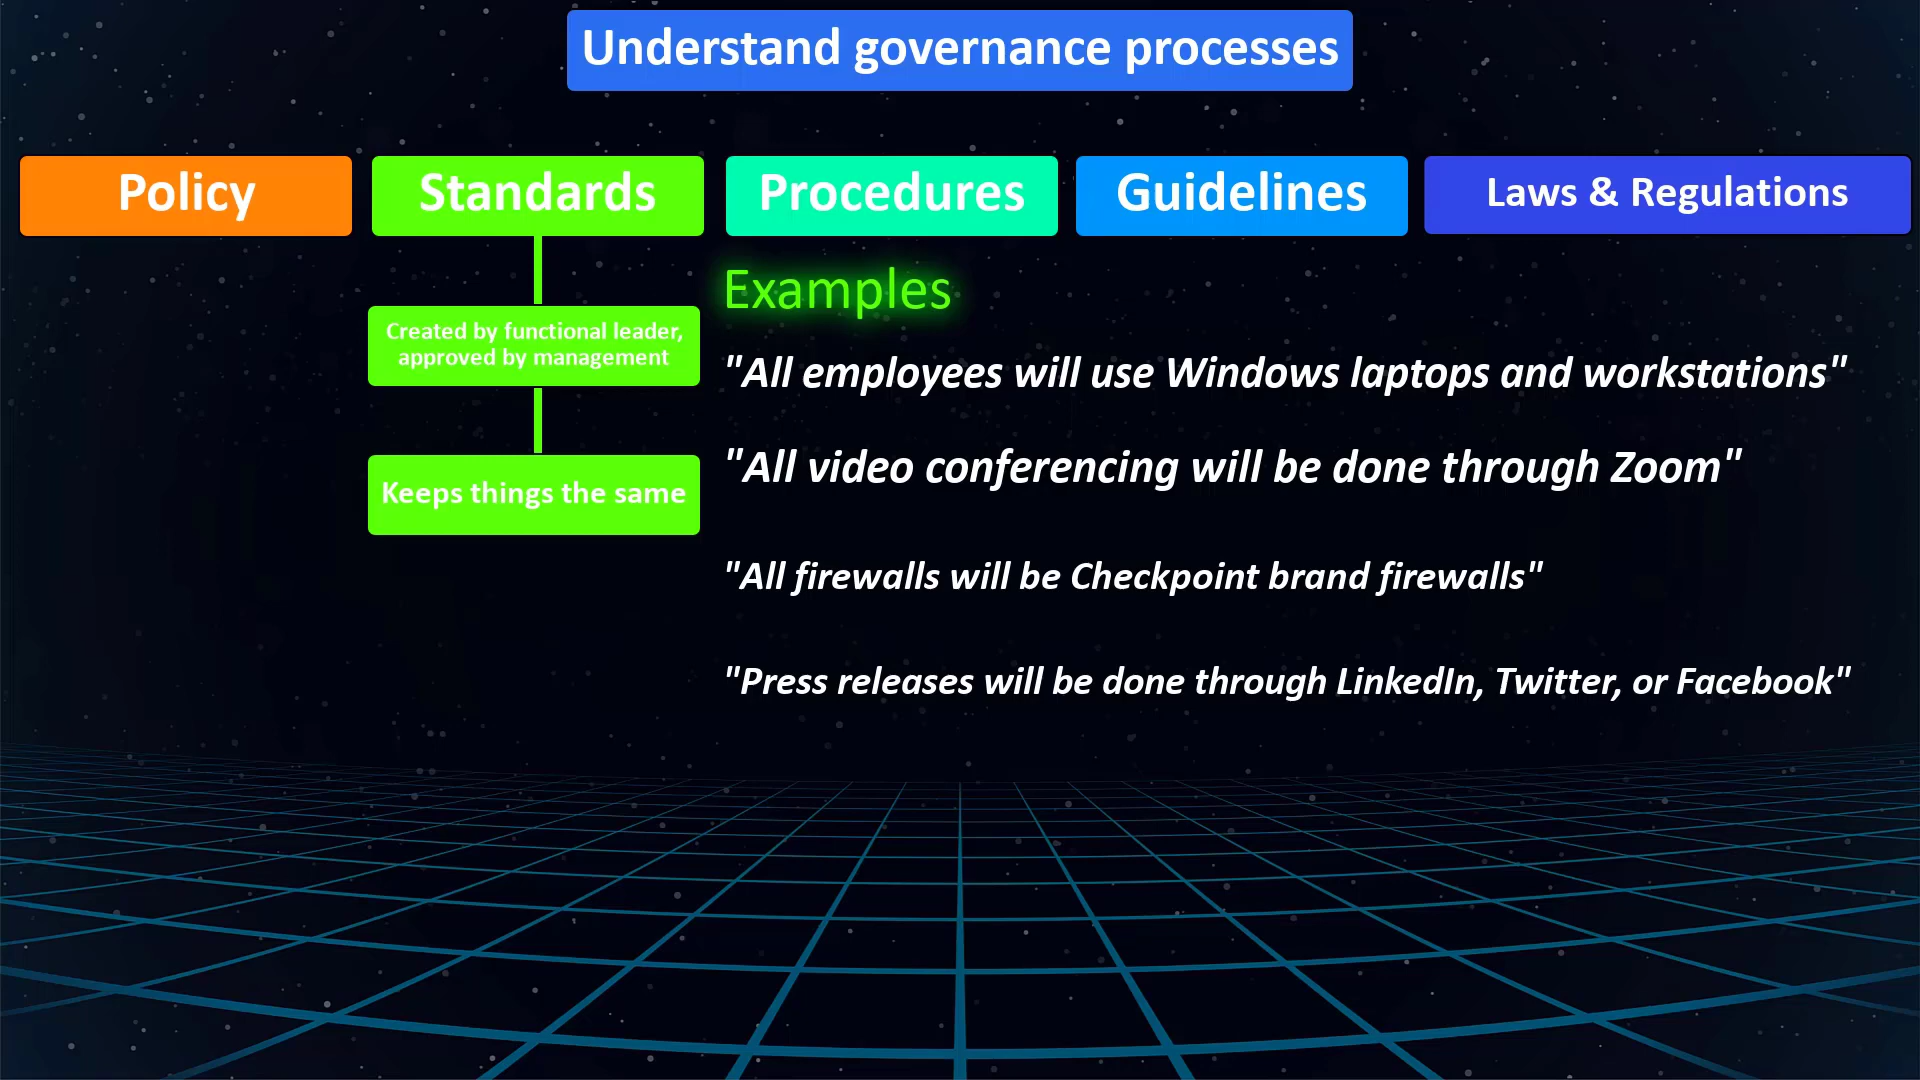 Understand governance processes
Policy
Standards
Procedures
Guidelines
Laws & Regulations
Created by functional leader,
approved by management
Keeps things the same
Examples
"All employees will use Windows laptops and workstations"
"All video conferencing will be done through Zoom"
"All firewalls will be Checkpoint brand firewalls"
"Press releases will be done through LinkedIn, Twitter, or Facebook"